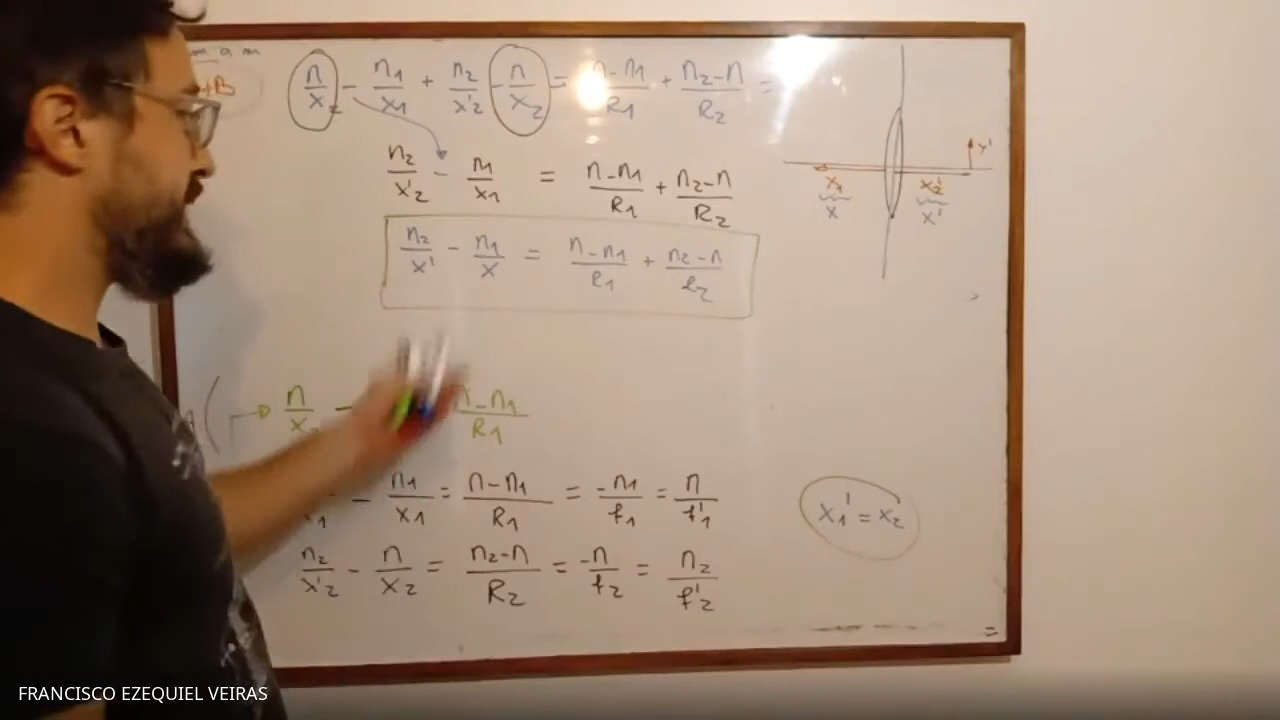 n/x₂ - n₁/x₁ + n₂/x'₂ - n/x₂ = n-n₁/R₁ + n₂-n/R₂ =
+B
n₂/x'₂ - n₁/x₁ = n-n₁/R₁ + n₂-n/R₂
y'
x₁ x'₂
x x'
n₂/x' - n₁/x = n-n₁/R₁ + n₂-n/R₂
n/x₂ - n-n₁/R₁
- n₁/x₁ = n-n₁/R₁ = -n₁/f₁ = n/f'₁
x₁' = x₂
n₂/x'₂ - n/x₂ = n₂-n/R₂ = -n/f₂ = n₂/f'₂
=
FRANCISCO EZEQUIEL VEIRAS